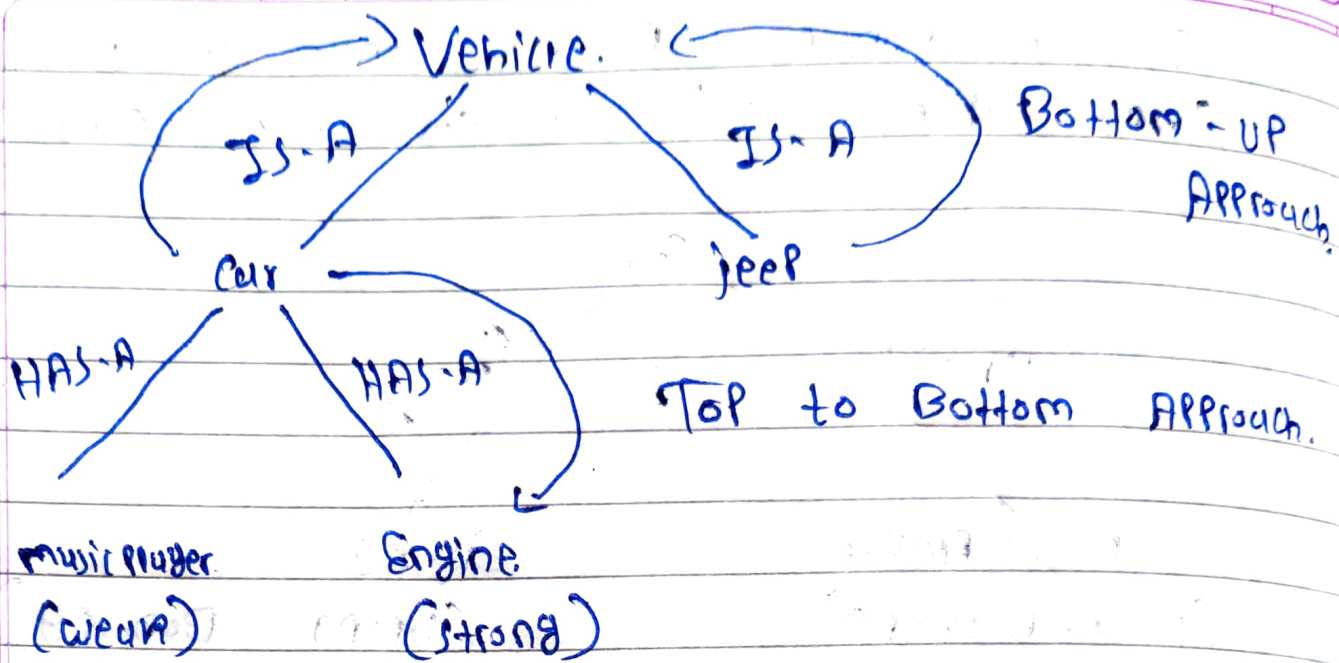 Vehicle.
IS-A
IS-A
Bottom-UP
Approach.
Car
jeep
HAS-A
HAS-A
Top to Bottom Approach.
music player
Engine.
(weak)
(strong)